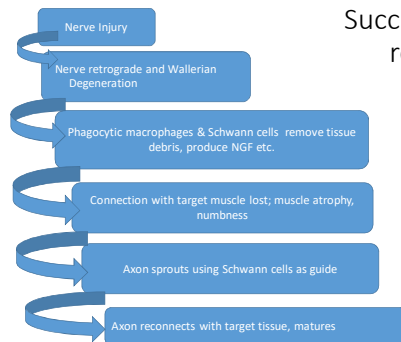 Succ
r
Nerve Injury
Nerve retrograde and Wallerian
Degeneration
Phagocytic macrophages & Schwann cells remove tissue
debris, produce NGF etc.
Connection with target muscle lost; muscle atrophy,
numbness
Axon sprouts using Schwann cells as guide
Axon reconnects with target tissue, matures